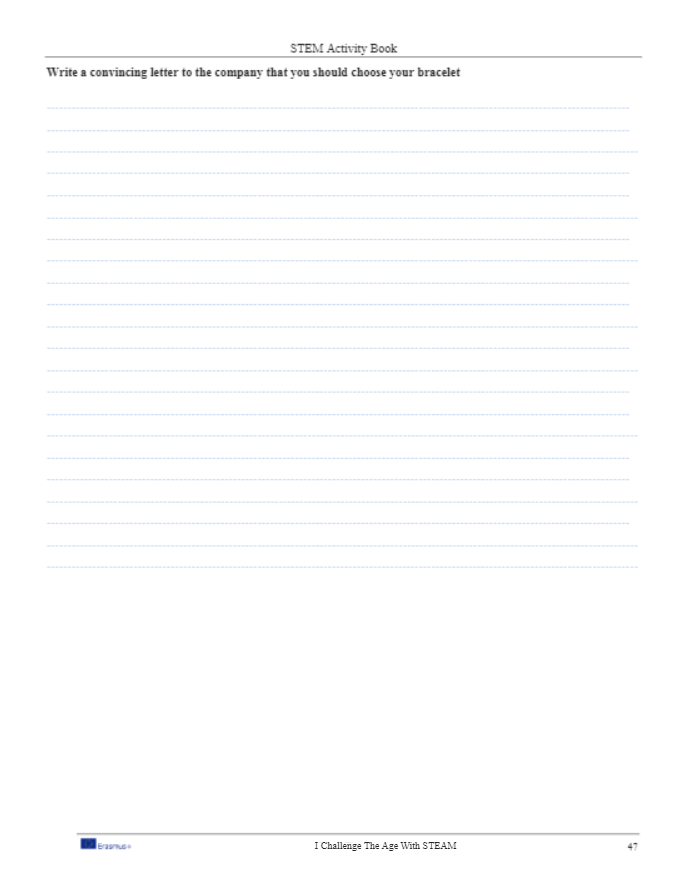 STEM Activity Book
Write a convincing letter to the company that you should choose your bracelet
Erasmus+
I Challenge The Age With STEAM
47